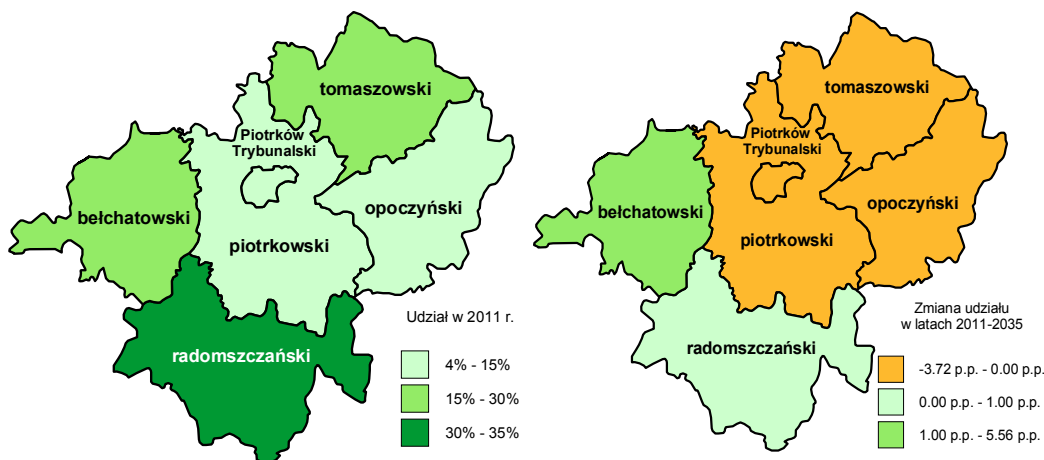 tomaszowski
Piotrków
Trybunalski
opoczyński
bełchatowski
piotrkowski
radomszczański
Udział w 2011 r.
4% - 15%
15% - 30%
30% - 35%
tomaszowski
Piotrków
Trybunalski
opoczyński
bełchatowski
piotrkowski
radomszczański
Zmiana udziału
w latach 2011-2035
-3.72 p.p. - 0.00 p.p.
0.00 p.p. - 1.00 p.p.
1.00 p.p. - 5.56 p.p.